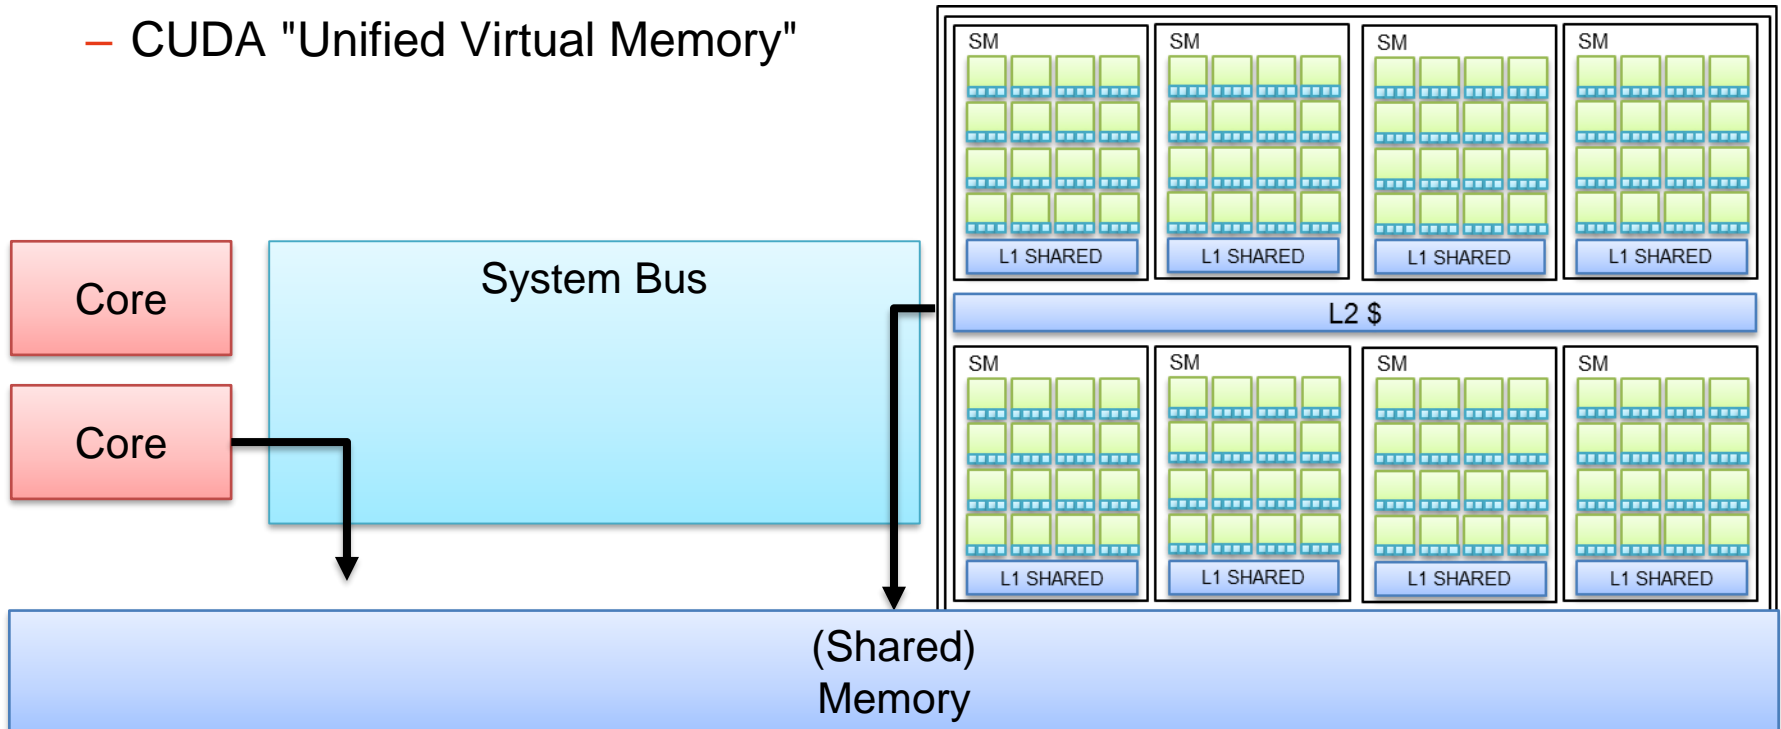 – CUDA "Unified Virtual Memory"
SM
SM
SM
SM
L1 SHARED
L1 SHARED
L1 SHARED
L1 SHARED
Core
System Bus
L2 $
SM
SM
SM
SM
Core
L1 SHARED
L1 SHARED
L1 SHARED
L1 SHARED
(Shared)
Memory